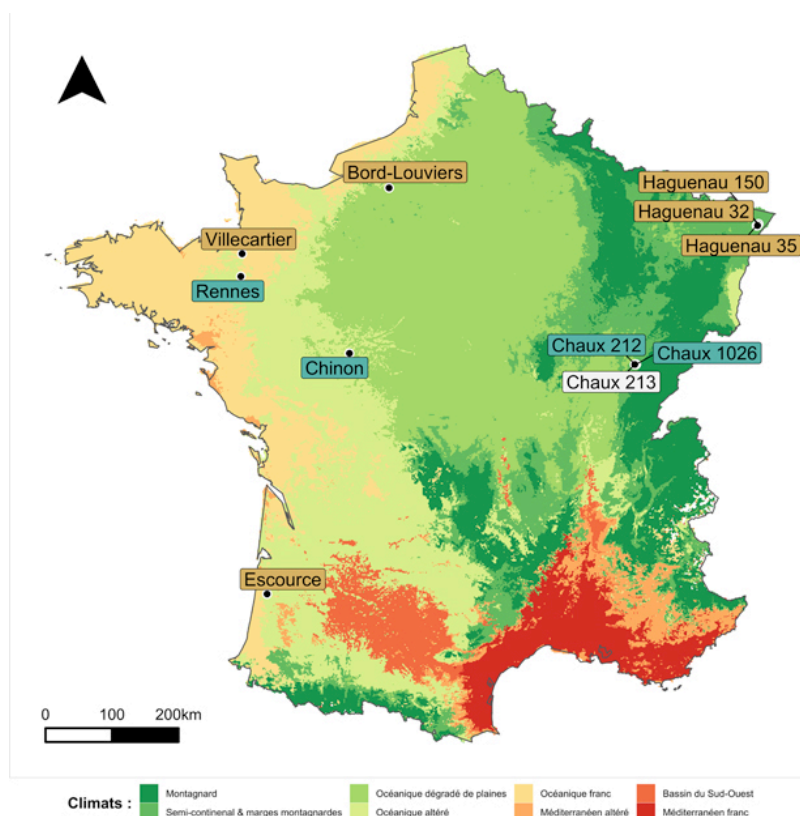 Bord-Louviers
Haguenau 150
Haguenau 32
Haguenau 35
Villecartier
Rennes
Chaux 212
Chaux 1026
Chinon
Chaux 213
Escource
0 100 200km
Climats :
Montagnard
Océanique dégradé de plaines
Océanique franc
Bassin du Sud-Ouest
Semi-continenal & marges montagnardes
Océanique altéré
Méditerranéen altéré
Méditerranéen franc